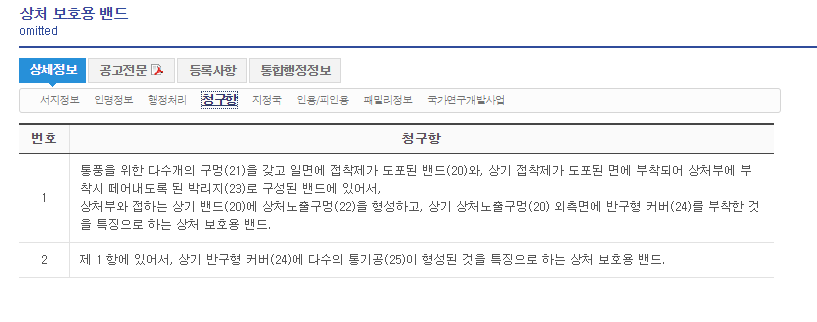 상처 보호용 밴드
omitted
상세정보 공고전문 등록사항 통합행정정보
서지정보 인명정보 행정처리 청구항 지정국 인용/피인용 패밀리정보 국가연구개발사업
번호 청구항
통풍을 위한 다수개의 구멍(21)을 갖고 일면에 접착제가 도포된 밴드(20)와, 상기 접착제가 도포된 면에 부착되어 상처부에 부
착시 떼어내도록 된 박리지(23)로 구성된 밴드에 있어서,
1
상처부와 접하는 상기 밴드(20)에 상처노출구멍(22)을 형성하고, 상기 상처노출구멍(20) 외측면에 반구형 커버(24)를 부착한 것
을 특징으로 하는 상처 보호용 밴드.
2 제 1 항에 있어서, 상기 반구형 커버(24)에 다수의 통기공(25)이 형성된 것을 특징으로 하는 상처 보호용 밴드.